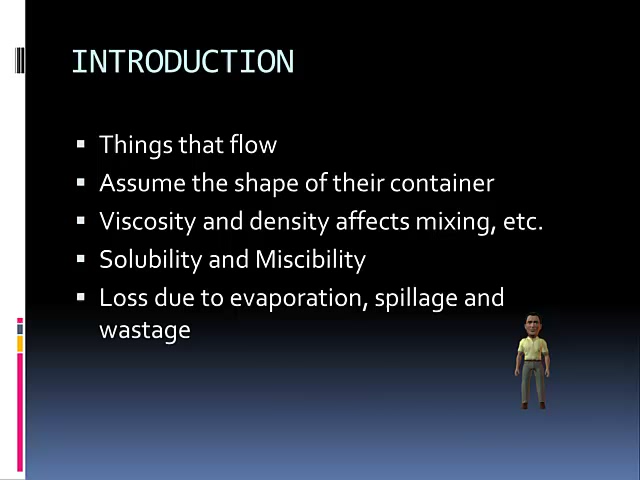 INTRODUCTION
Things that flow
Assume the shape of their container
Viscosity and density affects mixing, etc.
Solubility and Miscibility
Loss due to evaporation, spillage and
wastage